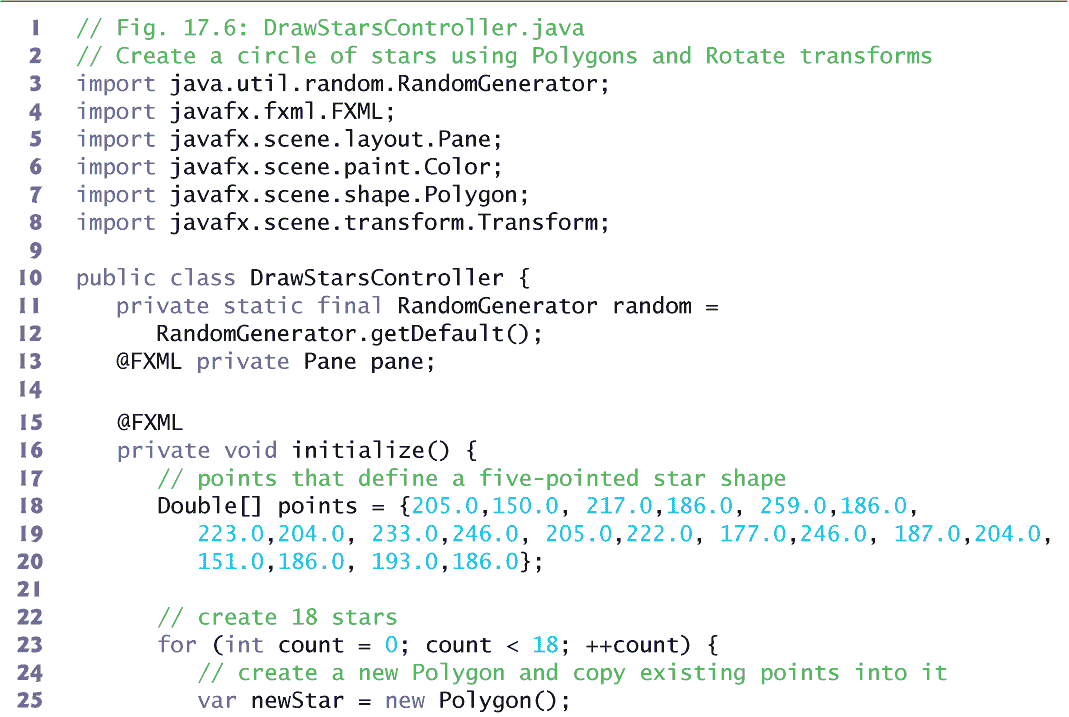 1 // Fig. 17.6: DrawStarsController.java
2 // Create a circle of stars using Polygons and Rotate transforms
3 import java.util.random.RandomGenerator;
4 import javafx.fxml.FXML;
5 import javafx.scene.layout.Pane;
6 import javafx.scene.paint.Color;
7 import javafx.scene.shape.Polygon;
8 import javafx.scene.transform.Transform;
9
10 public class DrawStarsController {
11    private static final RandomGenerator random =
12       RandomGenerator.getDefault();
13    @FXML private Pane pane;
14
15    @FXML
16    private void initialize() {
17       // points that define a five-pointed star shape
18       Double[] points = {205.0,150.0, 217.0,186.0, 259.0,186.0,
19          223.0,204.0, 233.0,246.0, 205.0,222.0, 177.0,246.0, 187.0,204.0,
20          151.0,186.0, 193.0,186.0};
21
22       // create 18 stars
23       for (int count = 0; count < 18; ++count) {
24          // create a new Polygon and copy existing points into it
25          var newStar = new Polygon();